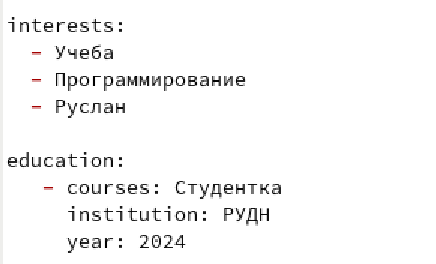 interests:
  - Учеба
  - Программирование
  - Руслан

education:
   - courses: Студентка
     institution: РУДН
     year: 2024